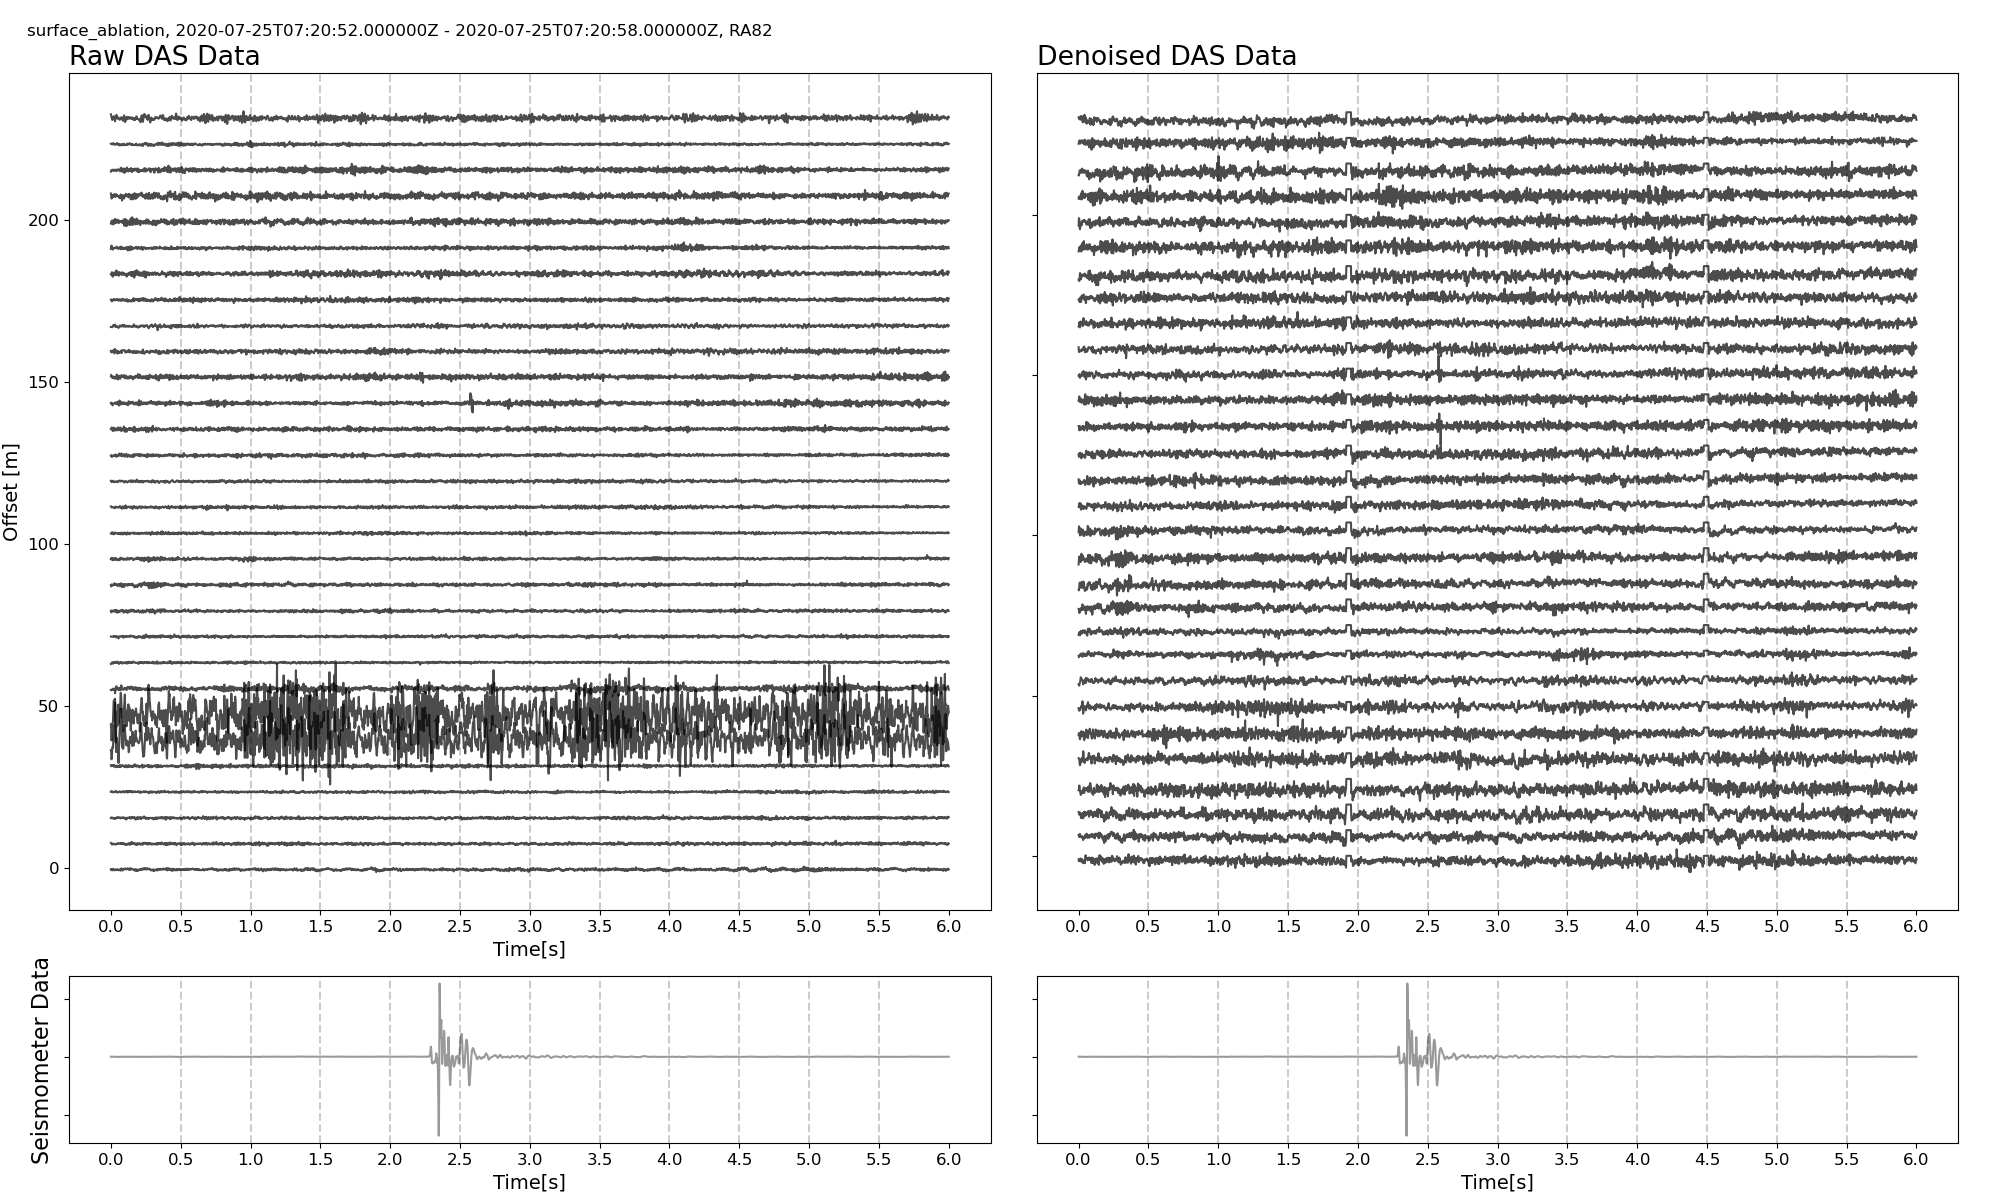 surface_ablation, 2020-07-25T07:20:52.000000Z - 2020-07-25T07:20:58.000000Z, RA82
Raw DAS Data
Denoised DAS Data
Offset [m]
200
150
100
50
0
0.0 0.5 1.0 1.5 2.0 2.5 3.0 3.5 4.0 4.5 5.0 5.5 6.0
Time[s]
0.0 0.5 1.0 1.5 2.0 2.5 3.0 3.5 4.0 4.5 5.0 5.5 6.0
Seismometer Data
0.0 0.5 1.0 1.5 2.0 2.5 3.0 3.5 4.0 4.5 5.0 5.5 6.0
Time[s]
0.0 0.5 1.0 1.5 2.0 2.5 3.0 3.5 4.0 4.5 5.0 5.5 6.0
Time[s]